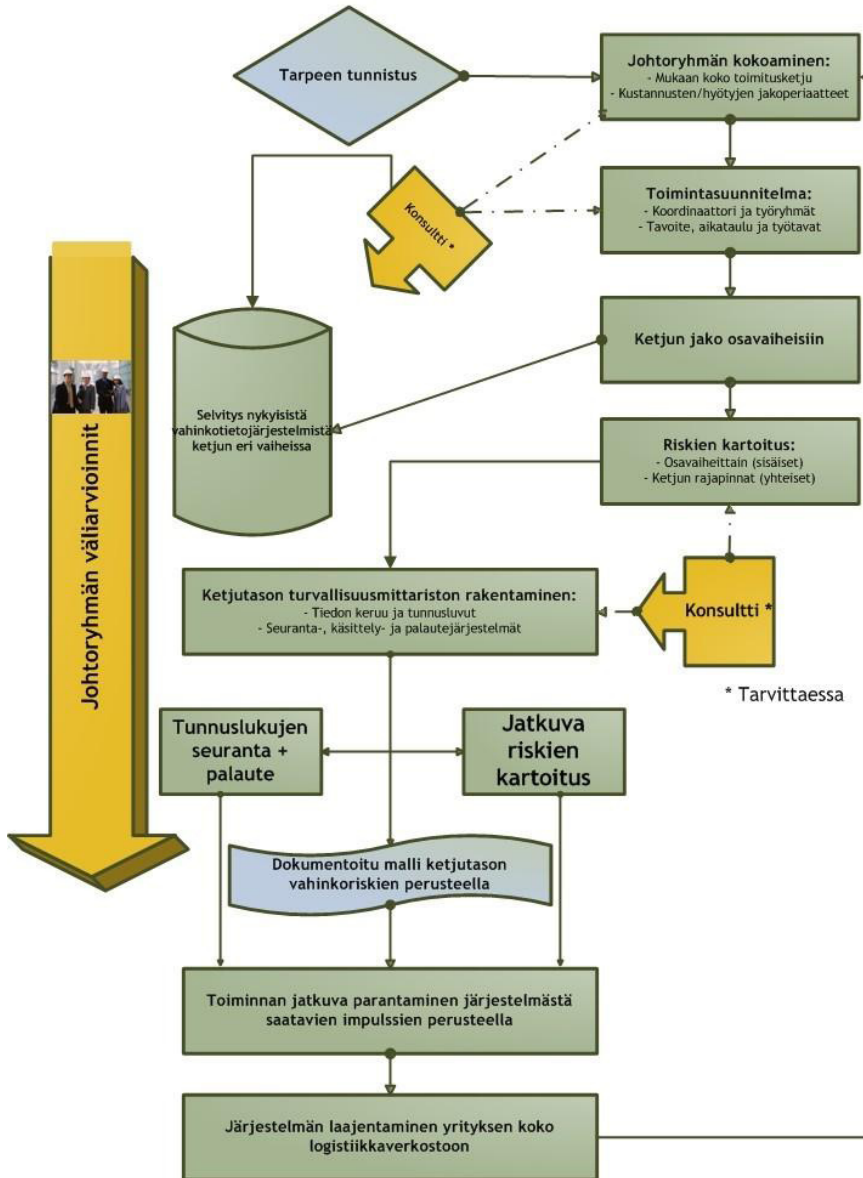 Tarpeen tunnistus
Johtoryhmän kokoaminen:
- Mukaan koko toimitusketju
- Kustannusten/hyötyjen jakoperiaatteet
Konsultti *
Toimintasuunnitelma:
- Koordinaattori ja työryhmät
- Tavoite, aikataulu ja työtavat
Ketjun jako osavaiheisiin
Selvitys nykyisistä
vahinkotietojärjestelmistä
ketjun eri vaiheissa
Riskien kartoitus:
- Osavaiheittain (sisäiset)
- Ketjun rajapinnat (yhteiset)
Johtoryhmän väliarvioinnit
Ketjutason turvallisuusmittariston rakentaminen:
- Tiedon keruu ja tunnusluvut
- Seuranta-, käsittely- ja palautejärjestelmät
Konsultti *
* Tarvittaessa
Tunnuslukujen
seuranta +
palaute
Jatkuva
riskien
kartoitus
Dokumentoitu malli ketjutason
vahinkoriskien perusteella
Toiminnan jatkuva parantaminen järjestelmästä
saatavien impulssien perusteella
Järjestelmän laajentaminen yrityksen koko
logistiikkaverkostoon